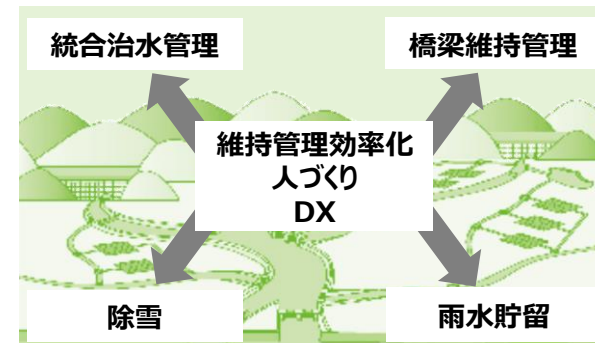 統合治水管理
橋梁維持管理
維持管理効率化
人づくり
DX
除雪
雨水貯留